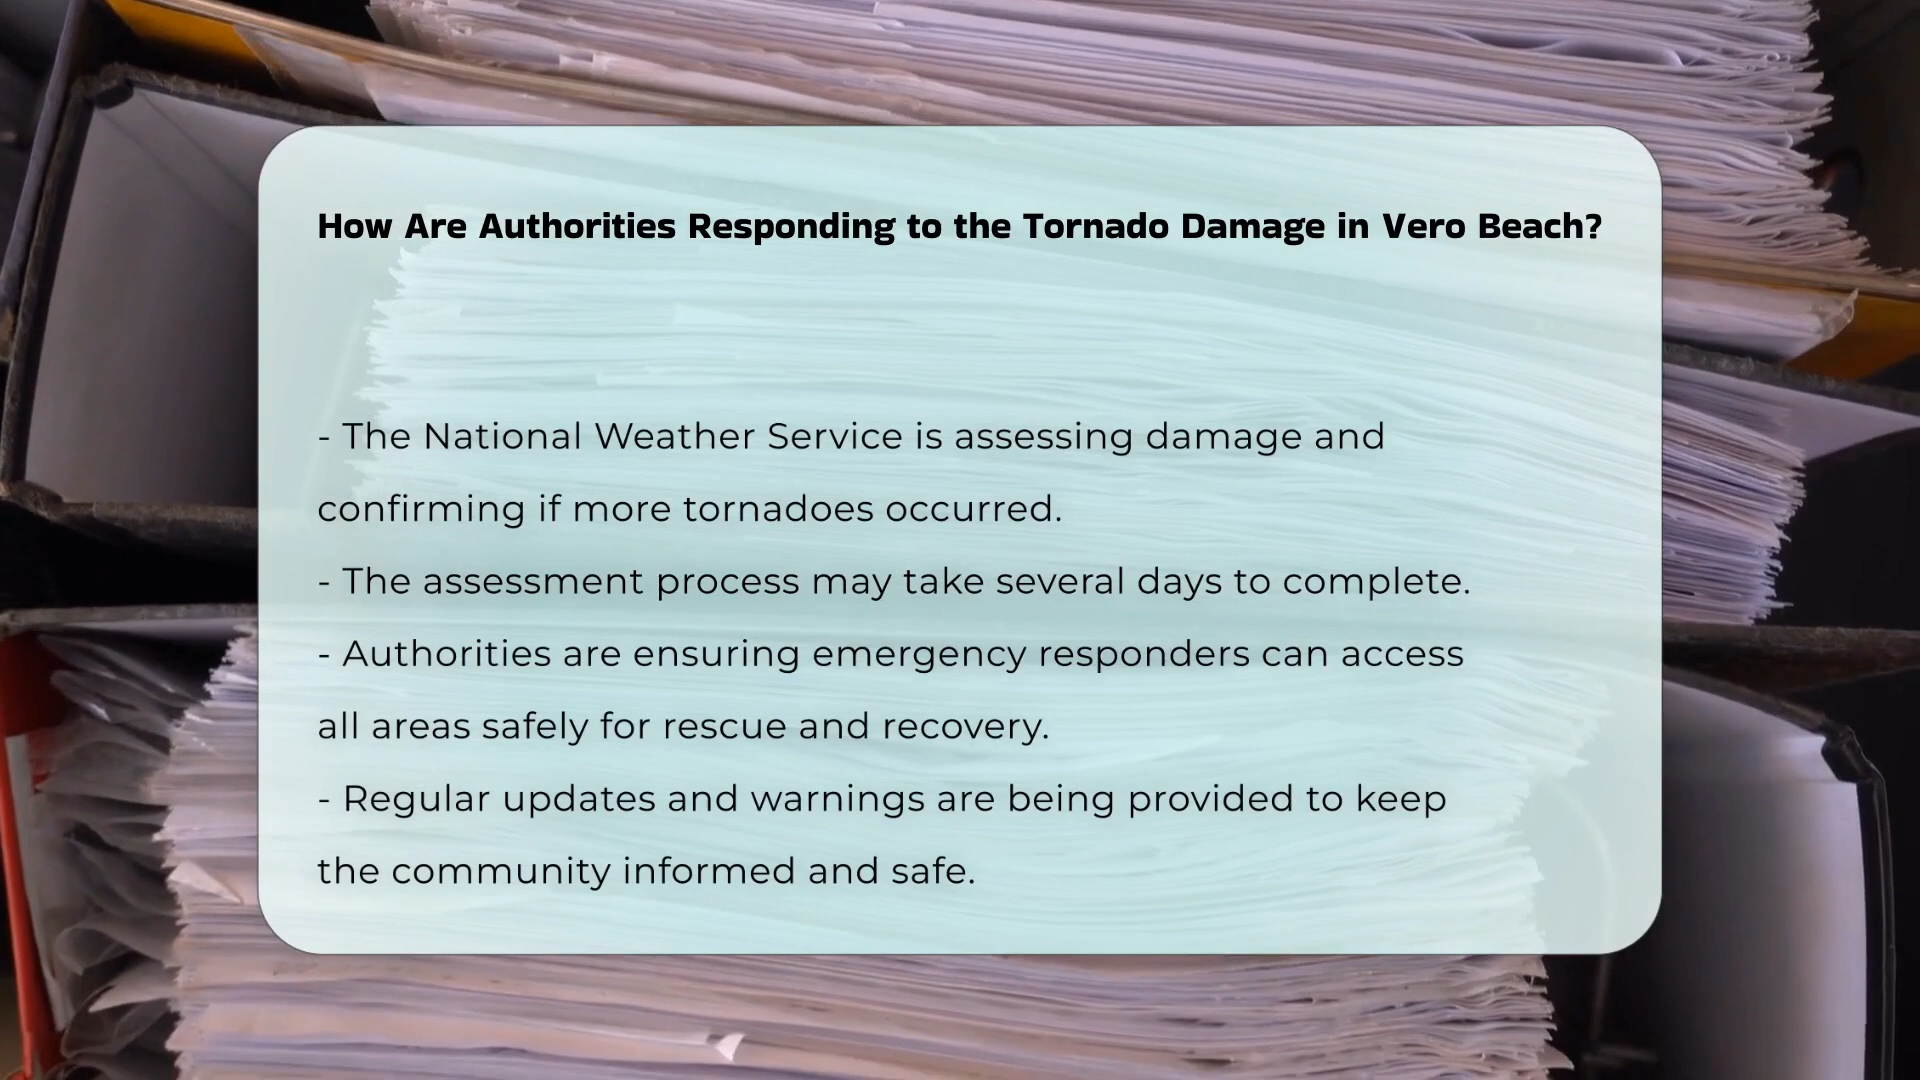 How Are Authorities Responding to the Tornado Damage in Vero Beach?
- The National Weather Service is assessing damage and
confirming if more tornadoes occurred.
- The assessment process may take several days to complete.
- Authorities are ensuring emergency responders can access
all areas safely for rescue and recovery.
- Regular updates and warnings are being provided to keep
the community informed and safe.